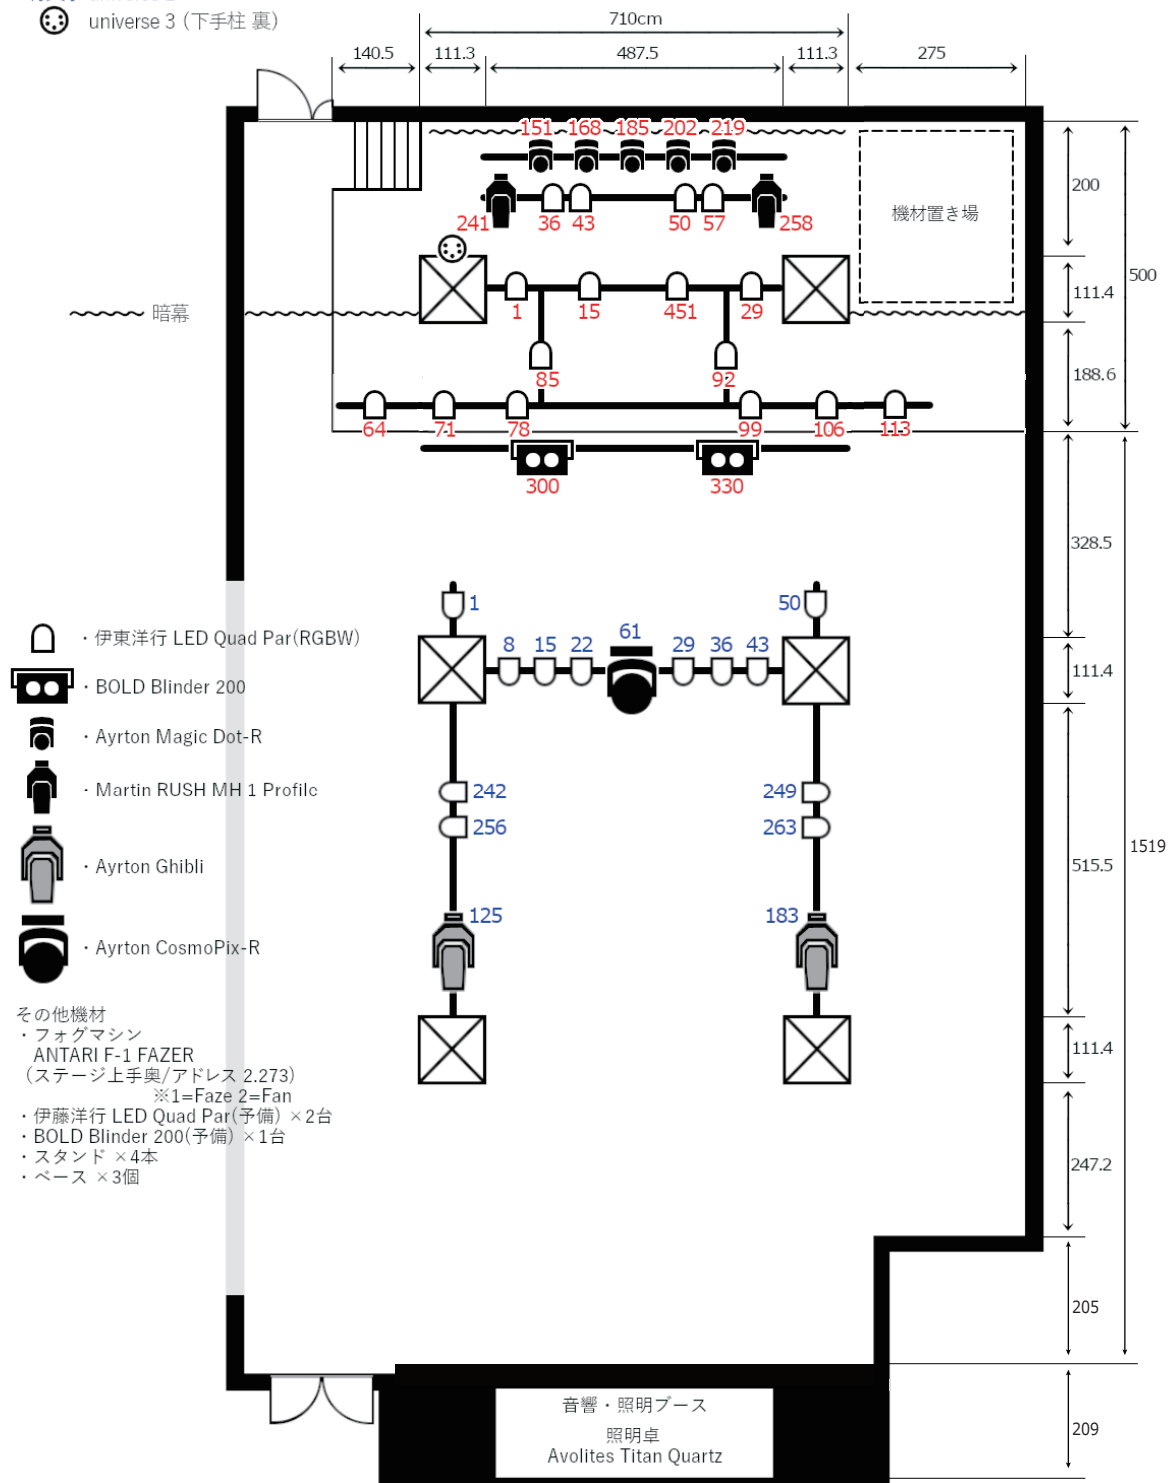 universe 3 (下手柱 裏)
710cm
140.5
111.3
487.5
111.3
275
151
168
185
202
219
200
241
36
43
50
57
258
機材置き場
500
111.4
暗幕
1
15
451
29
188.6
85
92
64
71
78
99
106
113
300
330
328.5
1
50
・伊東洋行 LED Quad Par(RGBW)
8
15
22
61
29
36
43
111.4
・BOLD Blinder 200
・Ayrton Magic Dot-R
242
249
・Martin RUSH MH 1 Profile
256
263
515.5
1519
・Ayrton Ghibli
125
183
・Ayrton CosmoPix-R
その他機材
・フォグマシン
ANTARI F-1 FAZER
(ステージ上手奥/アドレス 2.273)
※1=Faze 2=Fan
・伊藤洋行 LED Quad Par(予備) ×2台
・BOLD Blinder 200(予備) ×1台
・スタンド ×4本
・ベース ×3個
111.4
247.2
205
209
音響・照明ブース
照明卓
Avolites Titan Quartz